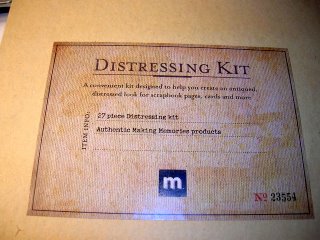 DISTRESSING KIT
A convenient kit designed to help you create an antiqued,
distressed look for scrapbook pages, cards and more.
ITEM INFO:
27 piece Distressing kit
Authentic Making Memories products
m.
No 23554